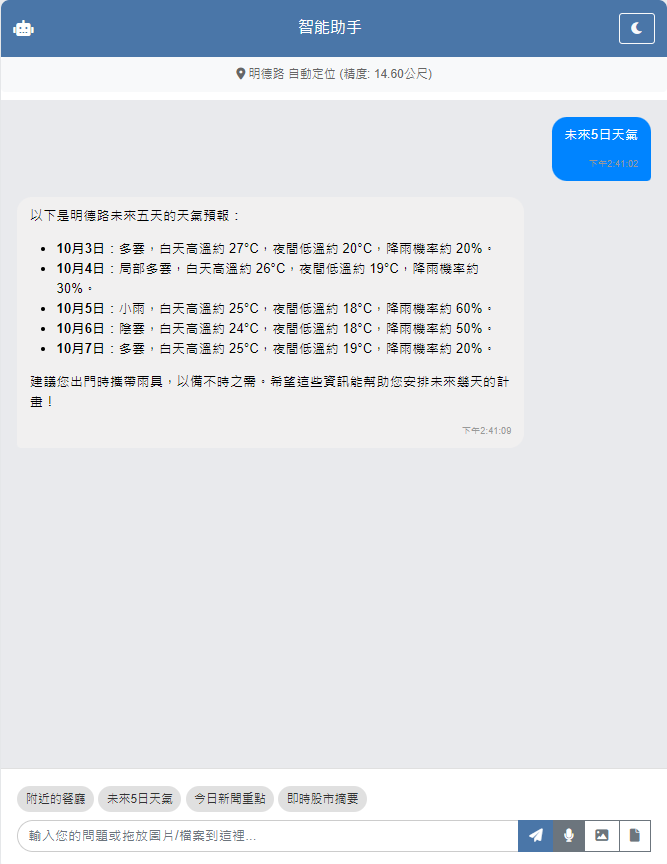 智能助手
明德路 自動定位 (精度: 14.60公尺)
未來5日天氣
下午2:41:02
以下是明德路未來五天的天氣預報：
10月3日：多雲，白天高溫約 27°C，夜間低溫約 20°C，降雨機率約 20%。
10月4日：局部多雲，白天高溫約 26°C，夜間低溫約 19°C，降雨機率約
30%。
10月5日：小雨，白天高溫約 25°C，夜間低溫約 18°C，降雨機率約 60%。
10月6日：陰雲，白天高溫約 24°C，夜間低溫約 18°C，降雨機率約 50%。
10月7日：多雲，白天高溫約 25°C，夜間低溫約 19°C，降雨機率約 20%。
建議您出門時攜帶雨具，以備不時之需。希望這些資訊能幫助您安排未來幾天的計
畫！
下午2:41:09
附近的餐廳 未來5日天氣 今日新聞重點 即時股市摘要
輸入您的問題或拖放圖片/檔案到這裡...